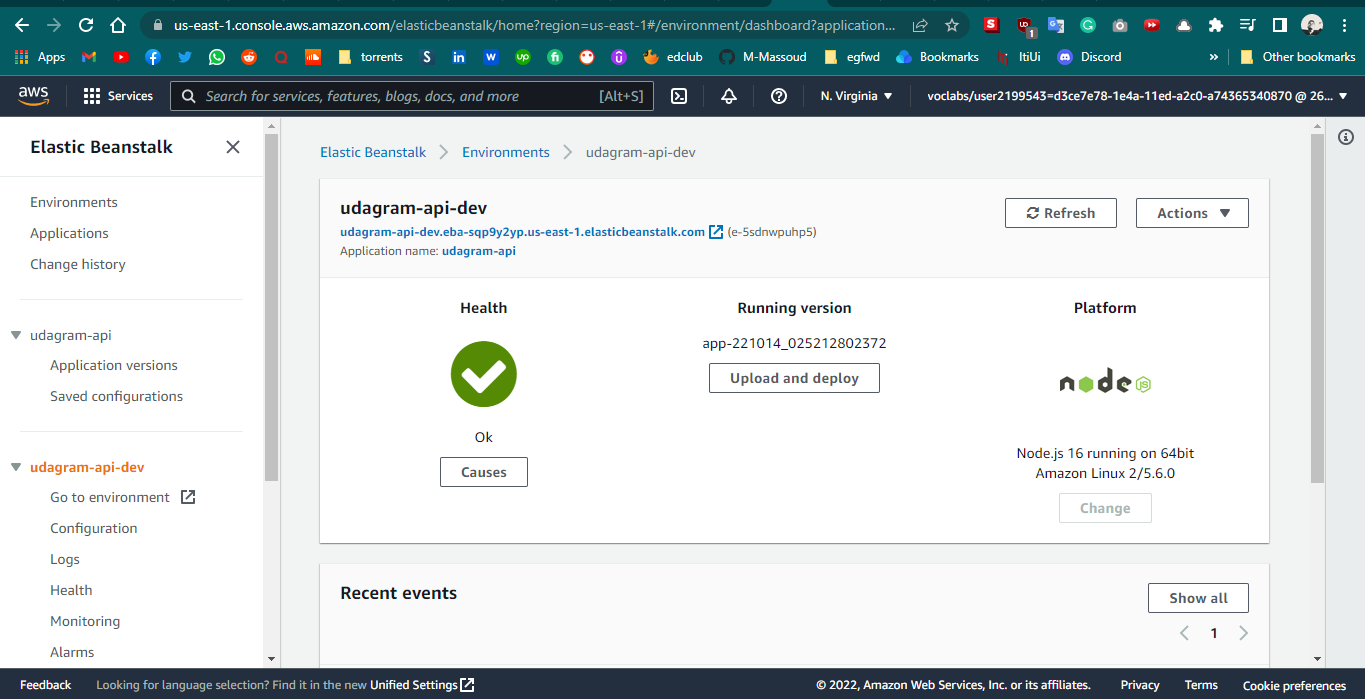 us-east-1.console.aws.amazon.com/elasticbeanstalk/home?region=us-east-1#/environment/dashboard?application...
S
1
Apps
torrents
S
in
W
up
fi
edclub
M-Massoud
egfwd
Bookmarks
ItiUi
Discord
»
Other bookmarks
aws
Services
Search for services, features, blogs, docs, and more
[Alt+S]
N. Virginia
voclabs/user2199543=d3ce7e78-1e4a-11ed-a2c0-a74365340870 @ 26...
Elastic Beanstalk
Environments
Applications
Change history
udagram-api
Application versions
Saved configurations
udagram-api-dev
Go to environment
Configuration
Logs
Health
Monitoring
Alarms
Elastic Beanstalk
Environments
udagram-api-dev
udagram-api-dev
udagram-api-dev.eba-sqp9y2yp.us-east-1.elasticbeanstalk.com (e-5sdnwpuhp5)
Application name: udagram-api
Refresh
Actions
Health
Ok
Causes
Running version
app-221014_025212802372
Upload and deploy
Platform
node
JS
Node.js 16 running on 64bit
Amazon Linux 2/5.6.0
Change
Recent events
Show all
1
Feedback
Looking for language selection? Find it in the new Unified Settings
© 2022, Amazon Web Services, Inc. or its affiliates.
Privacy
Terms
Cookie preferences